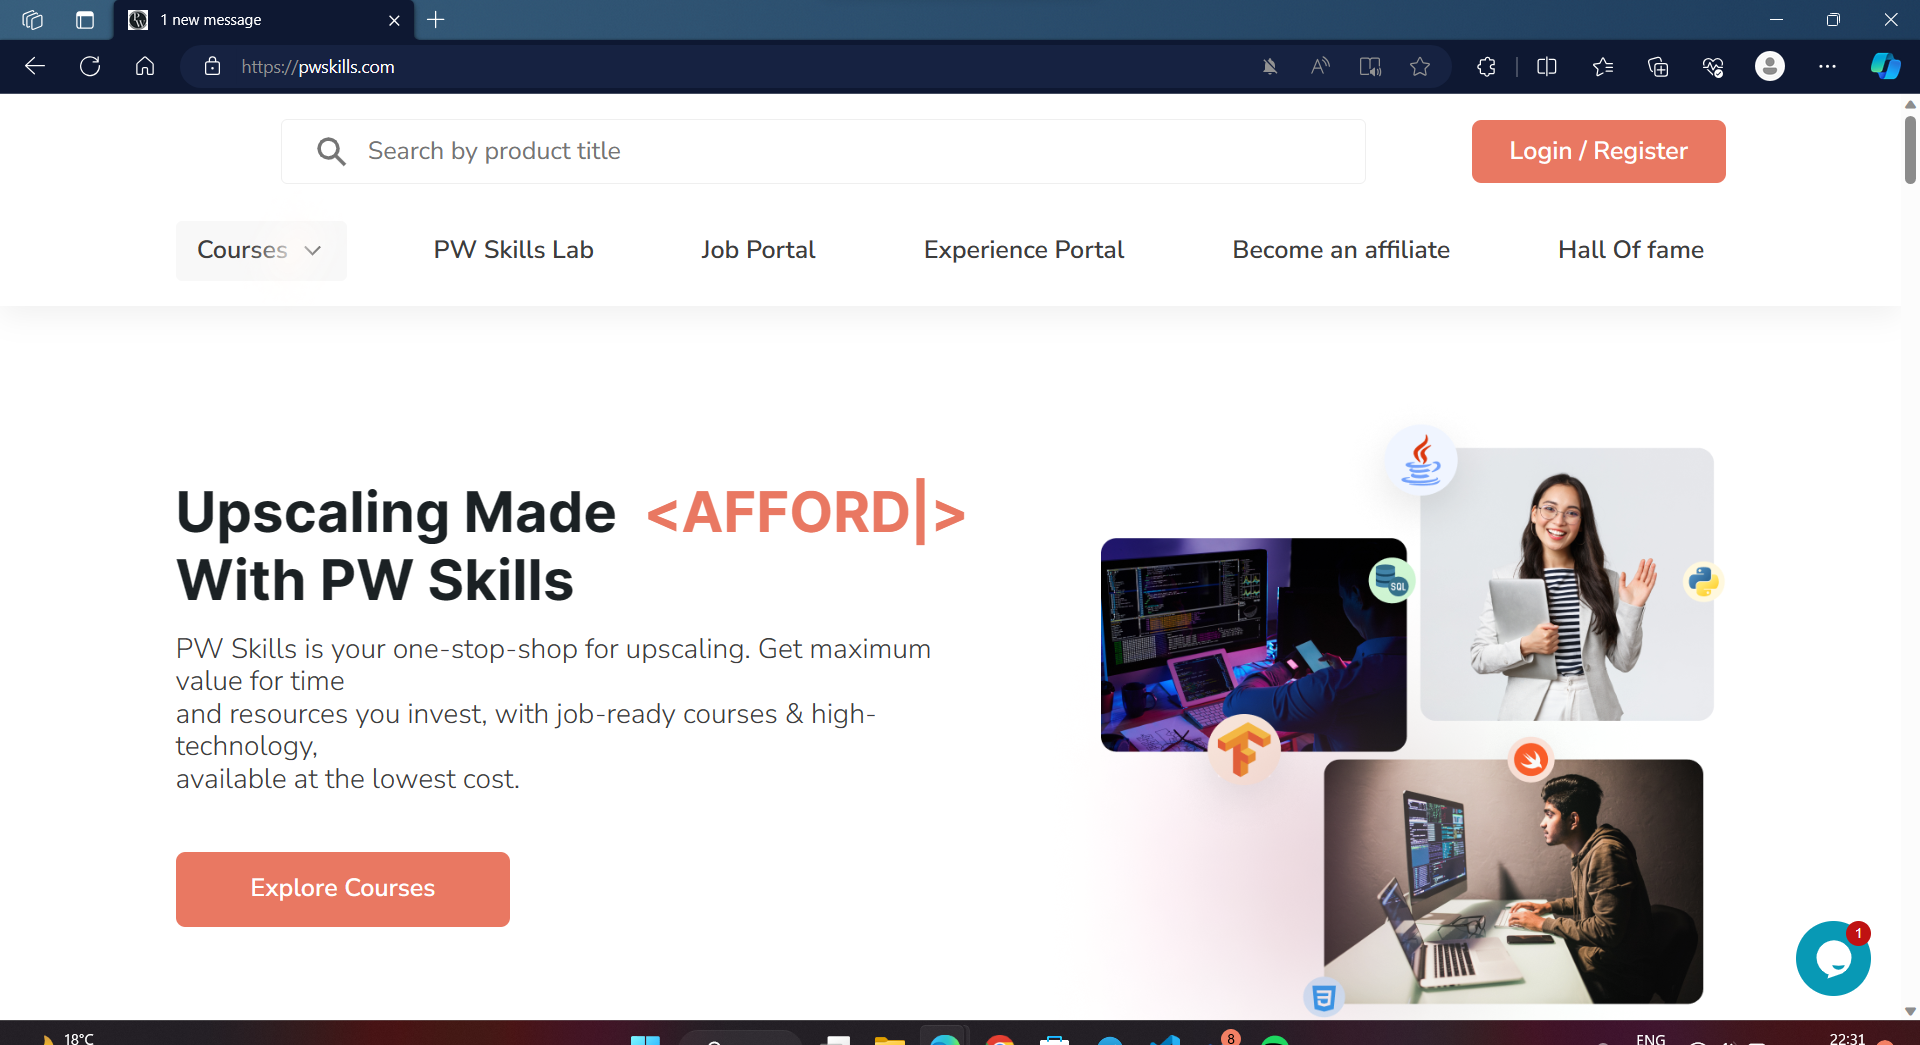 1 new message
https://pwskills.com
Search by product title
Login / Register
Courses
PW Skills Lab
Job Portal
Experience Portal
Become an affiliate
Hall Of fame
Upscaling Made <AFFORD|>
With PW Skills
PW Skills is your one-stop-shop for upscaling. Get maximum
value for time
and resources you invest, with job-ready courses & high-
technology,
available at the lowest cost.
Explore Courses
SQL
1
18°C
8
ENG
22:31